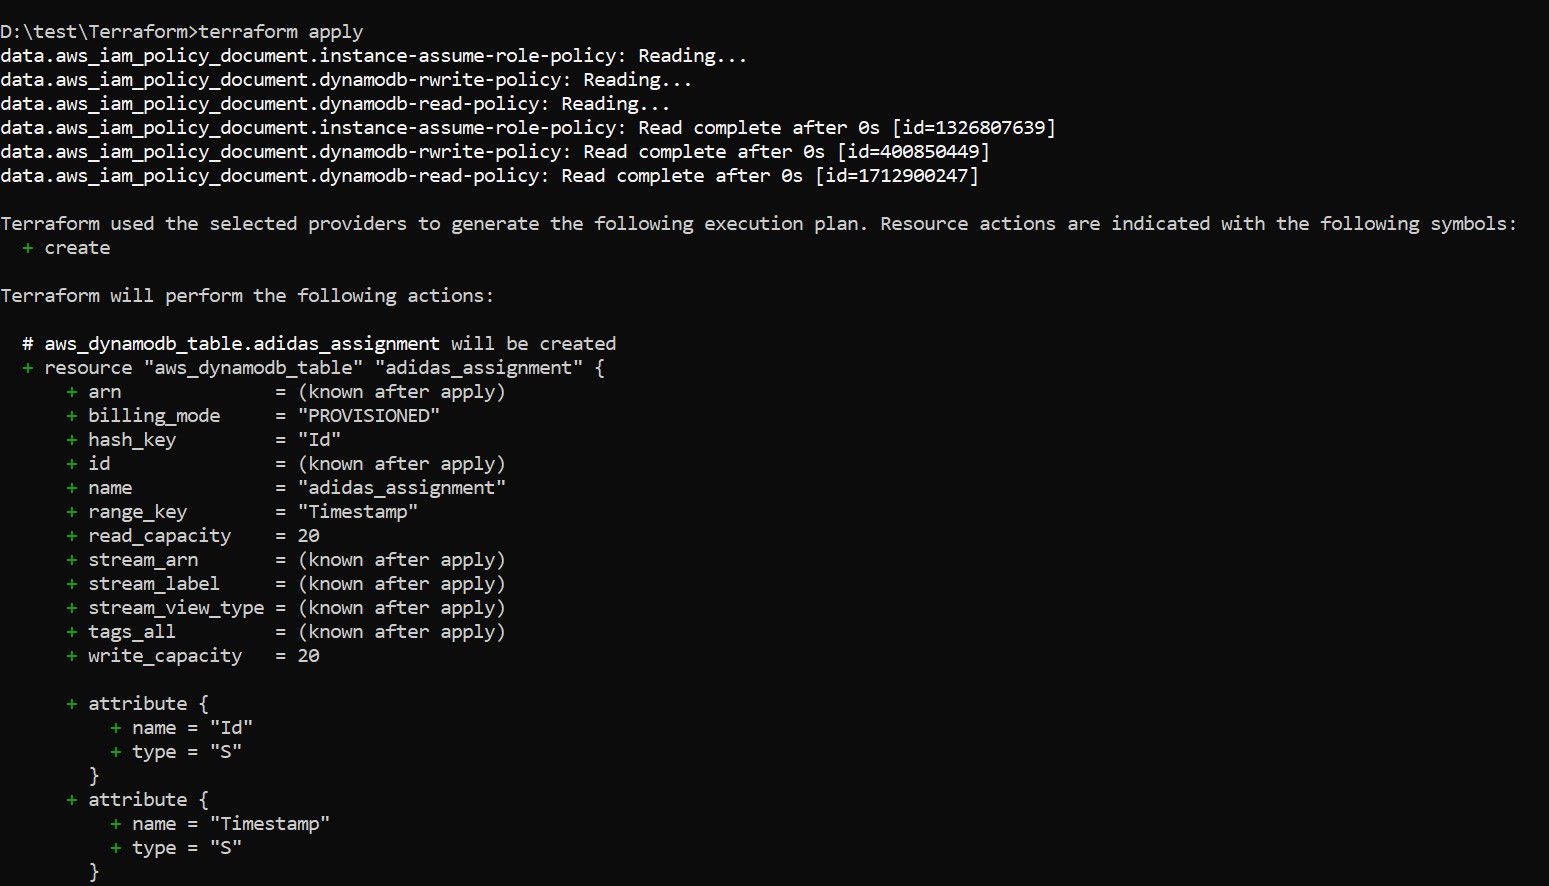 D:\test\Terraform>terraform apply
data.aws_iam_policy_document.instance-assume-role-policy: Reading...
data.aws_iam_policy_document.dynamodb-rwrite-policy: Reading...
data.aws_iam_policy_document.dynamodb-read-policy: Reading...
data.aws_iam_policy_document.instance-assume-role-policy: Read complete after 0s [id=1326807639]
data.aws_iam_policy_document.dynamodb-rwrite-policy: Read complete after 0s [id=400850449]
data.aws_iam_policy_document.dynamodb-read-policy: Read complete after 0s [id=1712900247]

Terraform used the selected providers to generate the following execution plan. Resource actions are indicated with the following symbols:
  + create

Terraform will perform the following actions:

  # aws_dynamodb_table.adidas_assignment will be created
  + resource "aws_dynamodb_table" "adidas_assignment" {
      + arn              = (known after apply)
      + billing_mode     = "PROVISIONED"
      + hash_key         = "Id"
      + id               = (known after apply)
      + name             = "adidas_assignment"
      + range_key        = "Timestamp"
      + read_capacity    = 20
      + stream_arn       = (known after apply)
      + stream_label     = (known after apply)
      + stream_view_type = (known after apply)
      + tags_all         = (known after apply)
      + write_capacity   = 20

      + attribute {
          + name = "Id"
          + type = "S"
        }
      + attribute {
          + name = "Timestamp"
          + type = "S"
        }